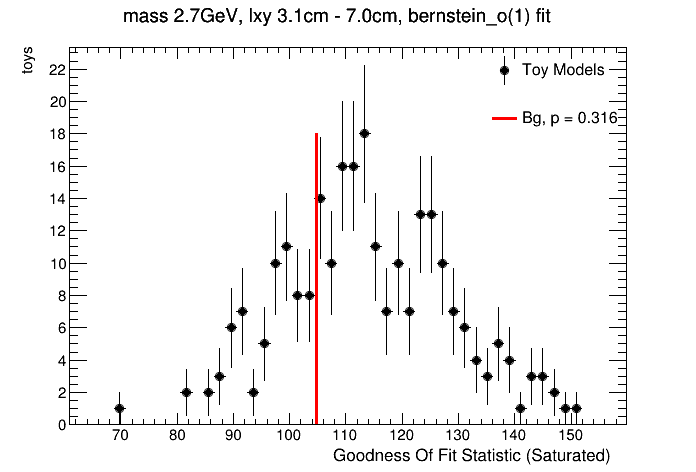 mass 2.7GeV, lxy 3.1cm - 7.0cm, bernstein_o(1) fit
toys
22
20
18
16
14
12
10
8
6
4
2
0
Toy Models
Bg, p = 0.316
70 80 90 100 110 120 130 140 150
Goodness Of Fit Statistic (Saturated)